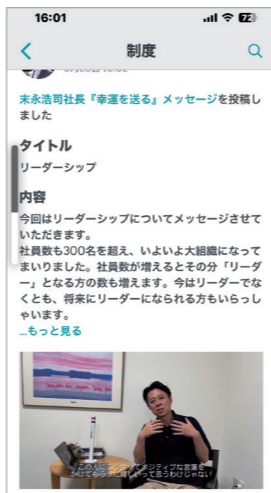 16:01
72
制度
末永浩司社長『幸運を送る』メッセージを投稿し
ました
タイトル
リーダーシップ
内容
今回はリーダーシップについてメッセージさせて
いただきます。
社員数も300名を超え、いよいよ大組織になって
まいりました。社員数が増えるとその分「リーダ
ー」となる方の数も増えます。今はリーダーでな
くとも、将来にリーダーになられる方もいらっし
ゃいます。
...もっと見る